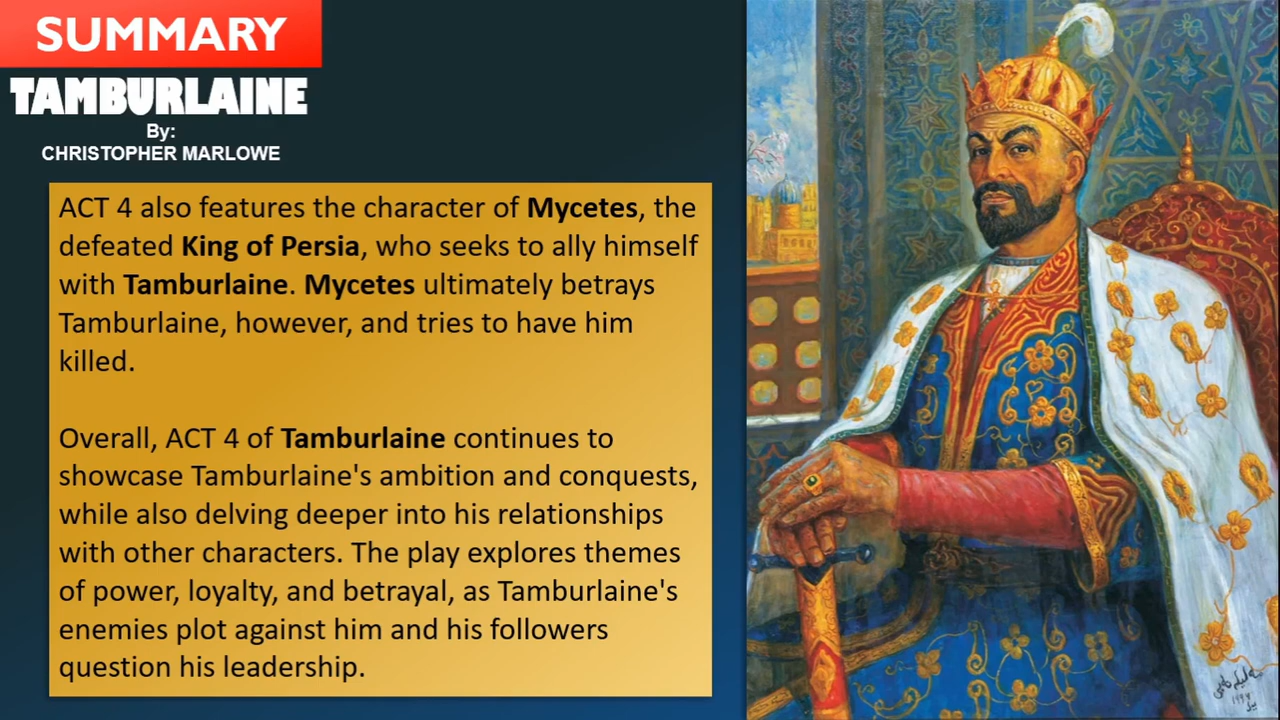 SUMMARY
TAMBURLAINE
By:
CHRISTOPHER MARLOWE
ACT 4 also features the character of Mycetes, the
defeated King of Persia, who seeks to ally himself
with Tamburlaine. Mycetes ultimately betrays
Tamburlaine, however, and tries to have him
killed.
Overall, ACT 4 of Tamburlaine continues to
showcase Tamburlaine's ambition and conquests,
while also delving deeper into his relationships
with other characters. The play explores themes
of power, loyalty, and betrayal, as Tamburlaine's
enemies plot against him and his followers
question his leadership.